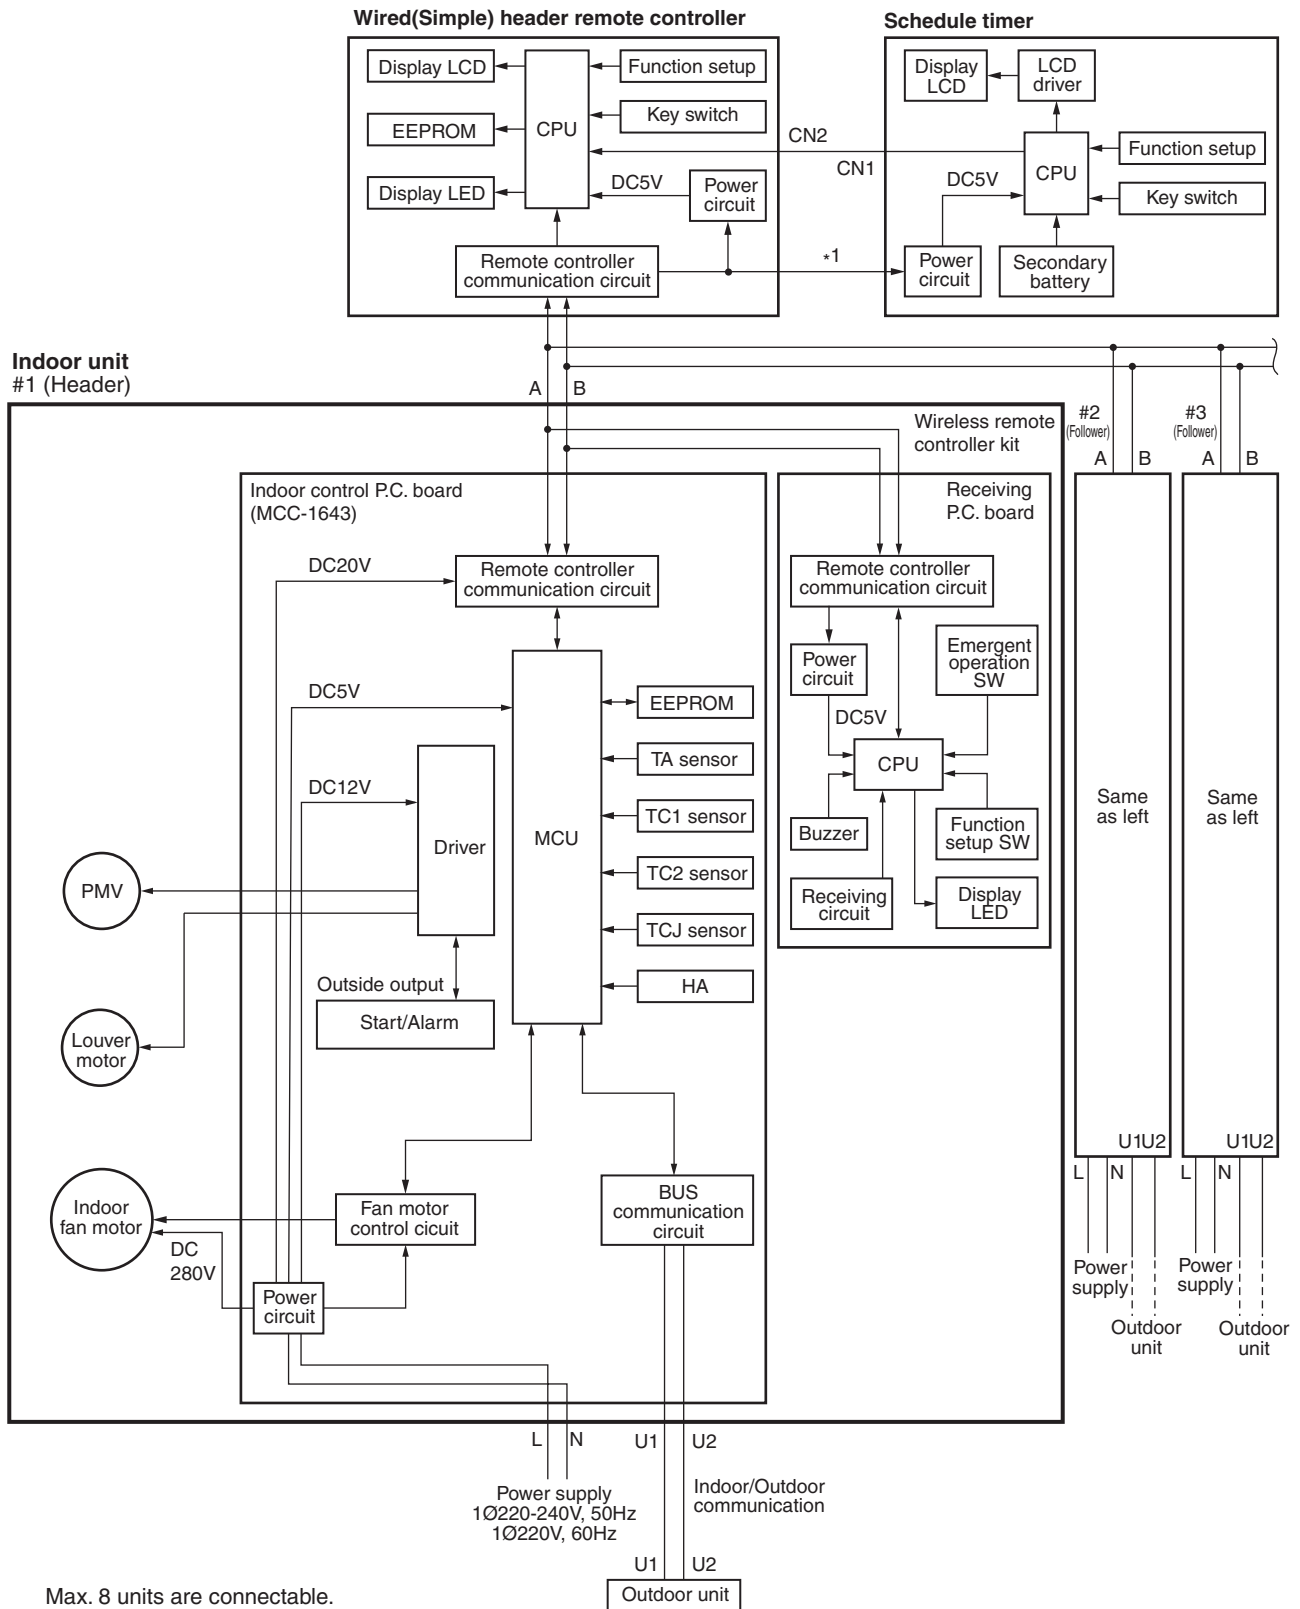 Wired(Simple) header remote controller
Display LCD
EEPROM
Display LED
CPU
Function setup
Key switch
DC5V
Power
circuit
Remote controller
communication circuit
CN2
CN1
*1
Schedule timer
Display
LCD
LCD
driver
CPU
Function setup
Key switch
DC5V
Power
circuit
Secondary
battery
Indoor unit
#1 (Header)
A
B
Wireless remote
controller kit
Indoor control P.C. board
(MCC-1643)
DC20V
Remote controller
communication circuit
DC5V
DC12V
Driver
MCU
EEPROM
TA sensor
TC1 sensor
TC2 sensor
TCJ sensor
HA
Outside output
Start/Alarm
PMV
Louver
motor
Indoor
fan motor
DC
280V
Fan motor
control cicuit
Power
circuit
BUS
communication
circuit
Receiving
P.C. board
Remote controller
communication circuit
Power
circuit
Emergent
operation
SW
DC5V
CPU
Buzzer
Function
setup SW
Receiving
circuit
Display
LED
#2
(Follower)
A
B
Same
as left
U1U2
L
N
Power
supply
Outdoor
unit
#3
(Follower)
A
B
Same
as left
U1U2
L
N
Power
supply
Outdoor
unit
L
N
Power supply
1Ø220-240V, 50Hz
1Ø220V, 60Hz
U1
U2
Indoor/Outdoor
communication
U1
U2
Outdoor unit
Max. 8 units are connectable.